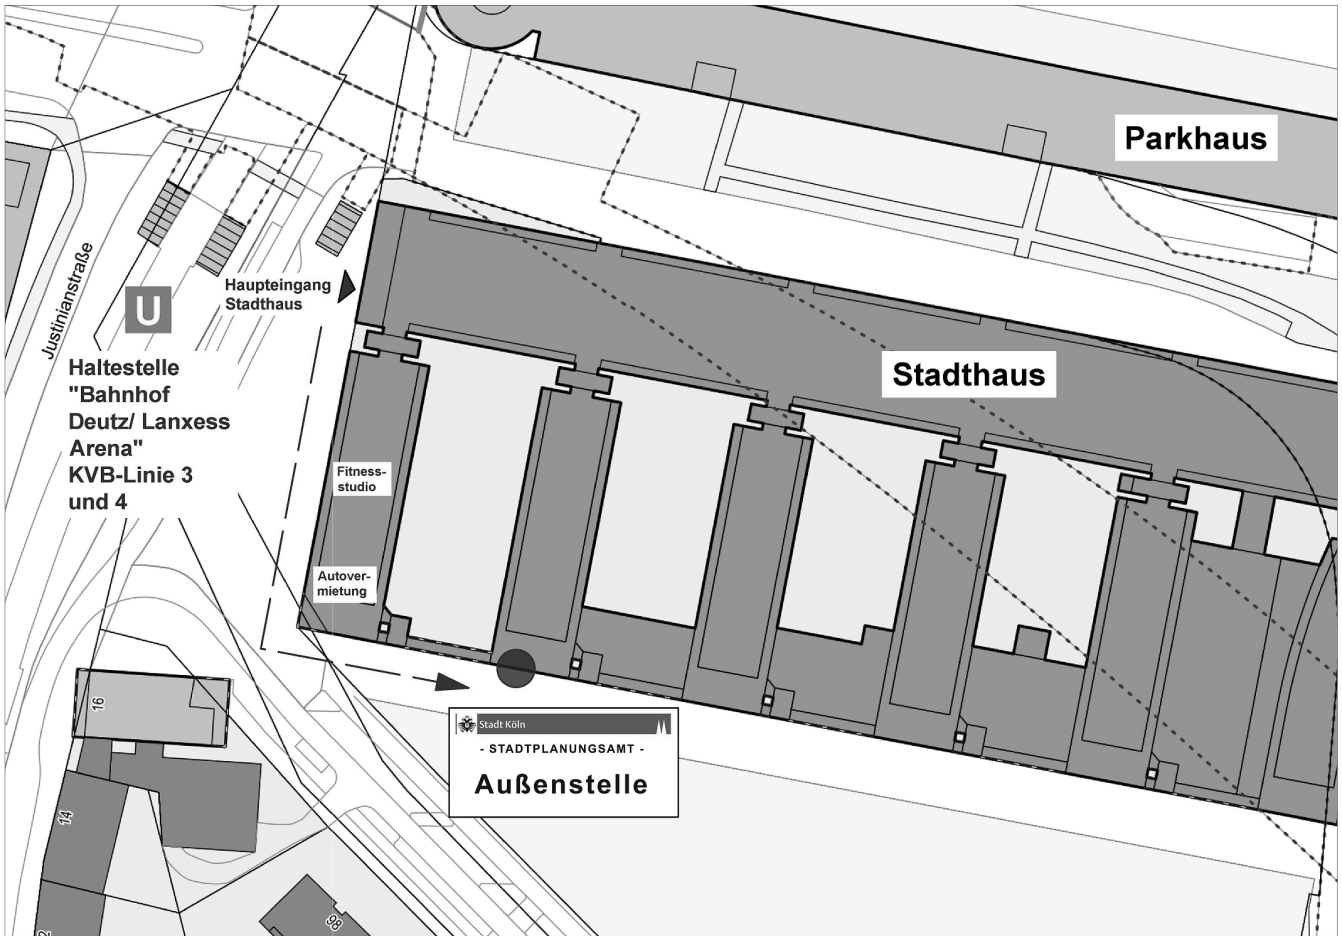 Parkhaus
Justinianstraße
U
Haupteingang
Stadthaus
Haltestelle
"Bahnhof
Deutz/ Lanxess
Arena"
KVB-Linie 3
und 4
Stadthaus
Fitness-
studio
Autover-
mietung
16
14
2
98
Stadt Köln
- STADTPLANUNGSAMT -
Außenstelle